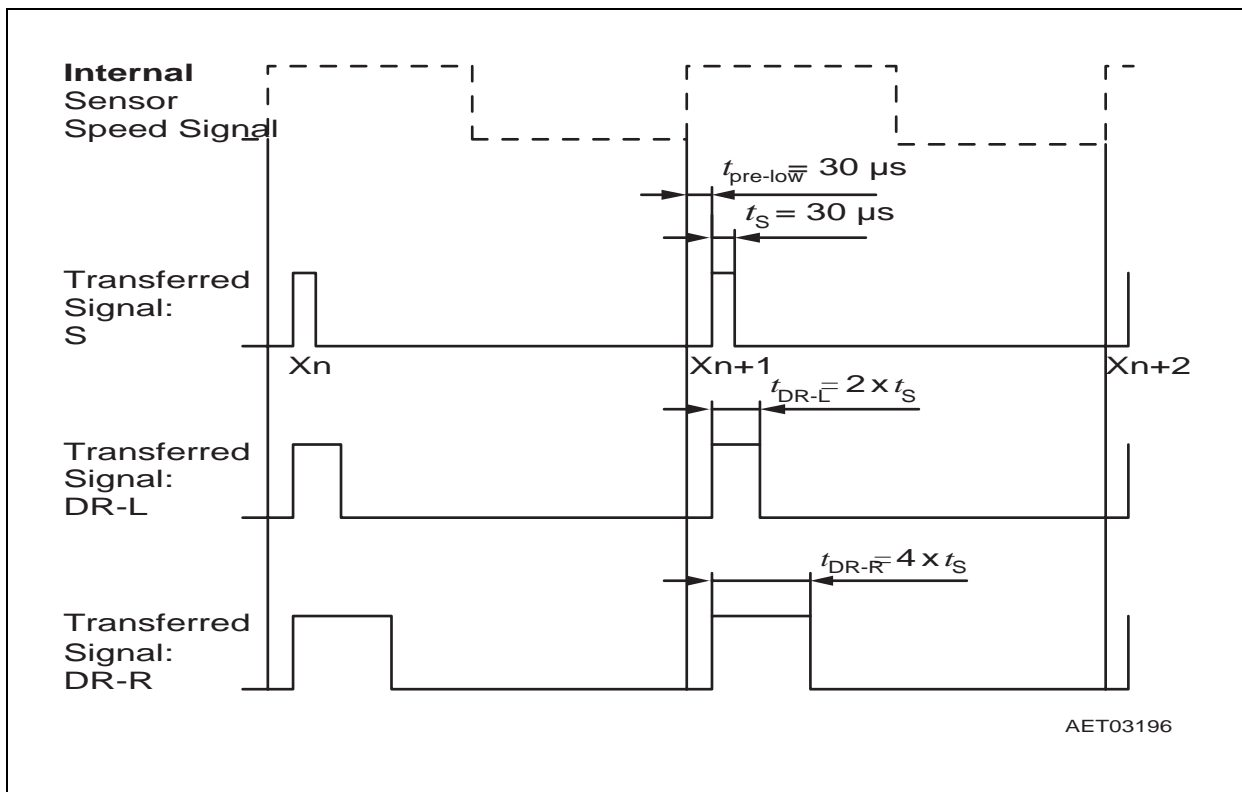 Internal
Sensor
Speed Signal
tpre-low = 30 µs
tS = 30 µs
Transferred
Signal:
S
Xn
Xn+1
Xn+2
tDR-L = 2 x tS
Transferred
Signal:
DR-L
tDR-R = 4 x tS
Transferred
Signal:
DR-R
AET03196